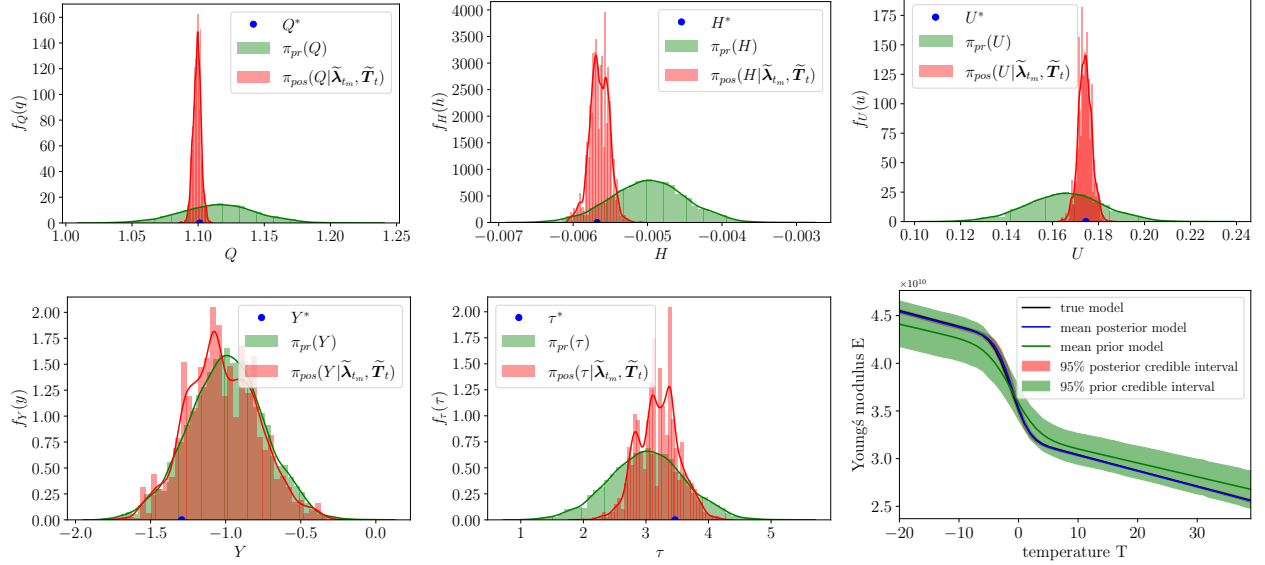 160
140
120
100
80
60
40
20
0
f_Q(q)
Q*
π_pr(Q)
π_pos(Q|λ̃_{t_m}, T̃_t)
1.00 1.05 1.10 1.15 1.20 1.25
Q
4000
3500
3000
2500
2000
1500
1000
500
0
f_H(h)
H*
π_pr(H)
π_pos(H|λ̃_{t_m}, T̃_t)
−0.007 −0.006 −0.005 −0.004 −0.003
H
175
150
125
100
75
50
25
0
f_U(u)
U*
π_pr(U)
π_pos(U|λ̃_{t_m}, T̃_t)
0.10 0.12 0.14 0.16 0.18 0.20 0.22 0.24
U
2.00
1.75
1.50
1.25
1.00
0.75
0.50
0.25
0.00
f_Y(y)
Y*
π_pr(Y)
π_pos(Y|λ̃_{t_m}, T̃_t)
−2.0 −1.5 −1.0 −0.5 0.0
Y
2.00
1.75
1.50
1.25
1.00
0.75
0.50
0.25
0.00
f_τ(τ)
τ*
π_pr(τ)
π_pos(τ|λ̃_{t_m}, T̃_t)
1 2 3 4 5
τ
×10¹⁰
4.5
4.0
3.5
3.0
2.5
Younǵs modulus E
true model
mean posterior model
mean prior model
95% posterior credible interval
95% prior credible interval
−20 −10 0 10 20 30
temperature T